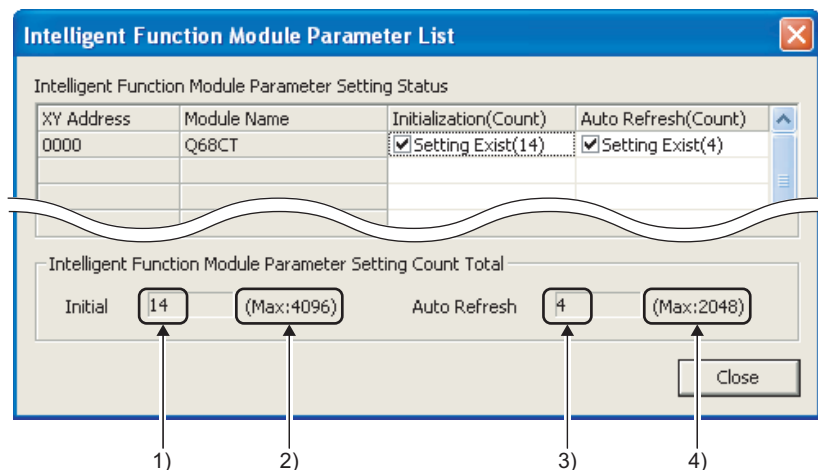 Intelligent Function Module Parameter List
Intelligent Function Module Parameter Setting Status
XY Address Module Name Initialization(Count) Auto Refresh(Count)
0000 Q68CT Setting Exist(14) Setting Exist(4)
Intelligent Function Module Parameter Setting Count Total
Initial 14 (Max:4096) Auto Refresh 4 (Max:2048)
Close
1) 2) 3) 4)